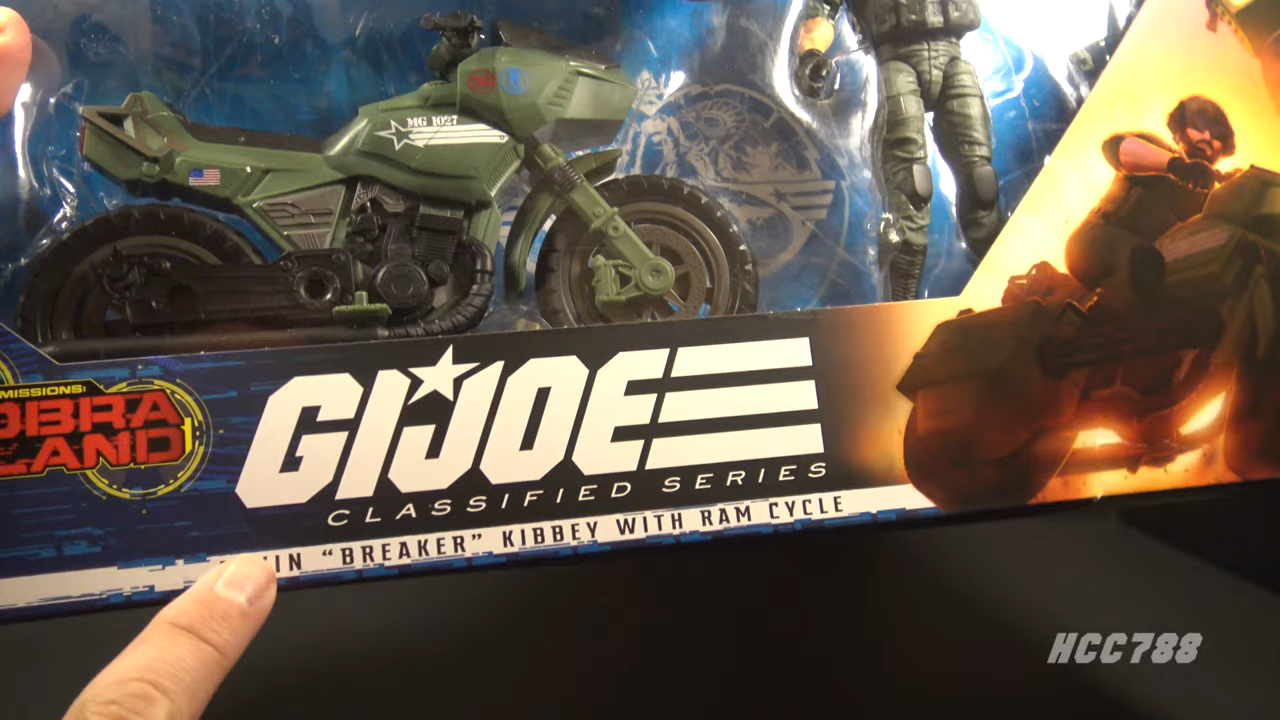 MG 1027
MISSIONS:
OBRA
LAND
GI JOE
CLASSIFIED SERIES
IN "BREAKER" KIBBEY WITH RAM CYCLE
HCC788